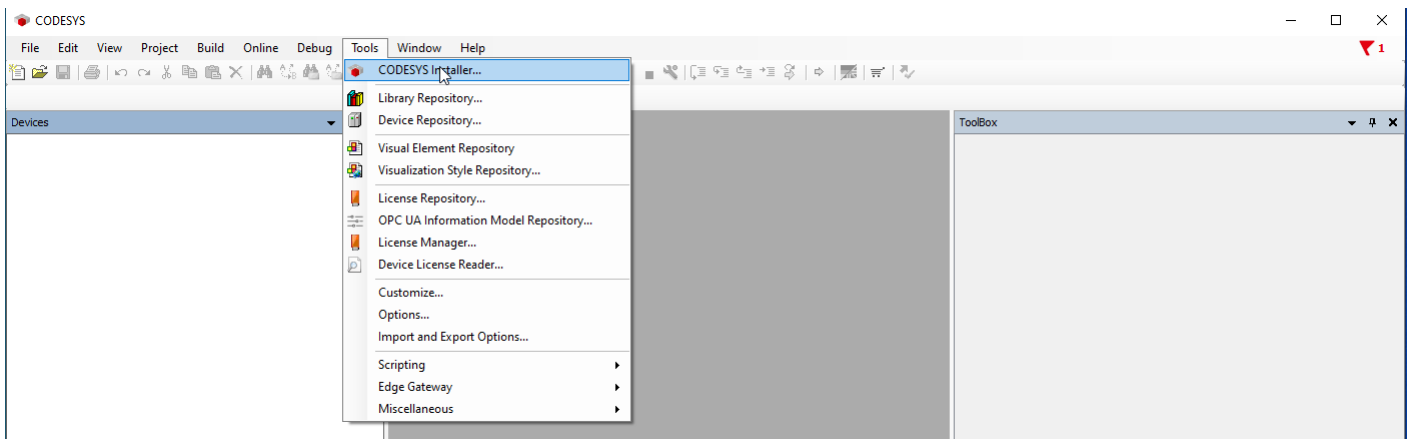 CODESYS
File Edit View Project Build Online Debug Tools Window Help
1
CODESYS Installer...
Library Repository...
Devices
Device Repository...
ToolBox
Visual Element Repository
Visualization Style Repository...
License Repository...
OPC UA Information Model Repository...
License Manager...
Device License Reader...
Customize...
Options...
Import and Export Options...
Scripting
Edge Gateway
Miscellaneous